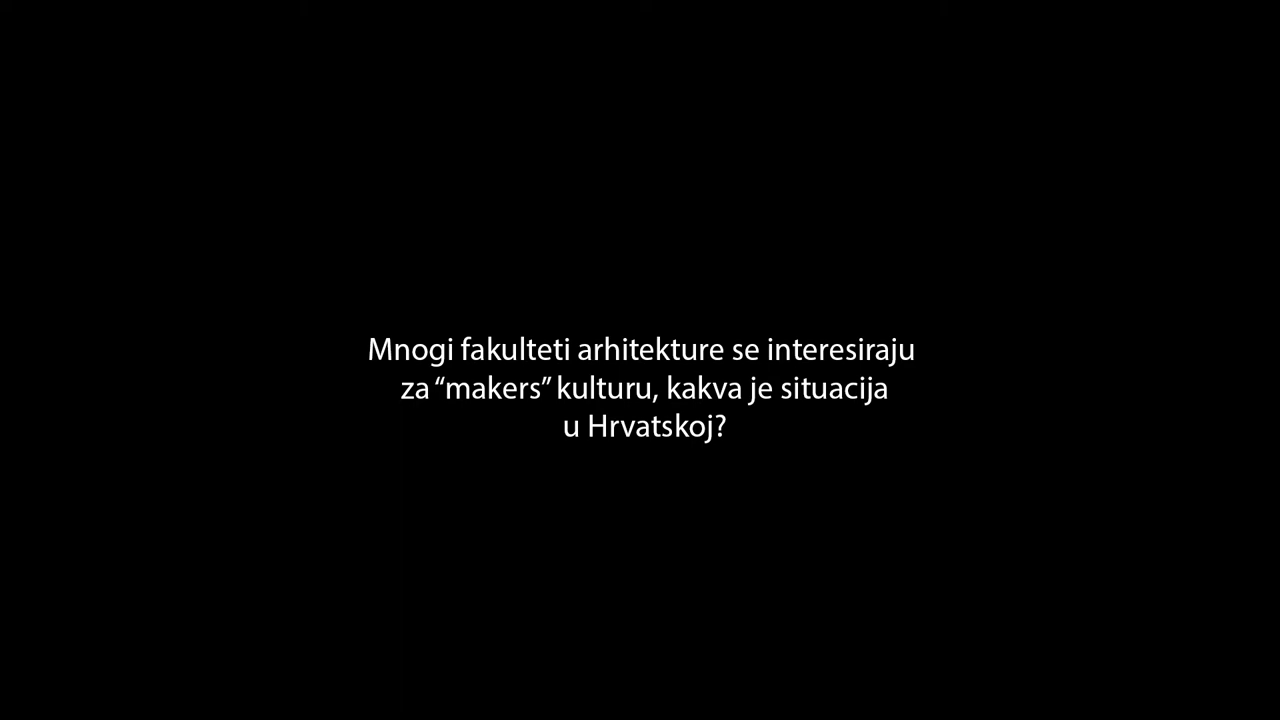 Mnogi fakulteti arhitekture se interesiraju
za “makers” kulturu, kakva je situacija
u Hrvatskoj?